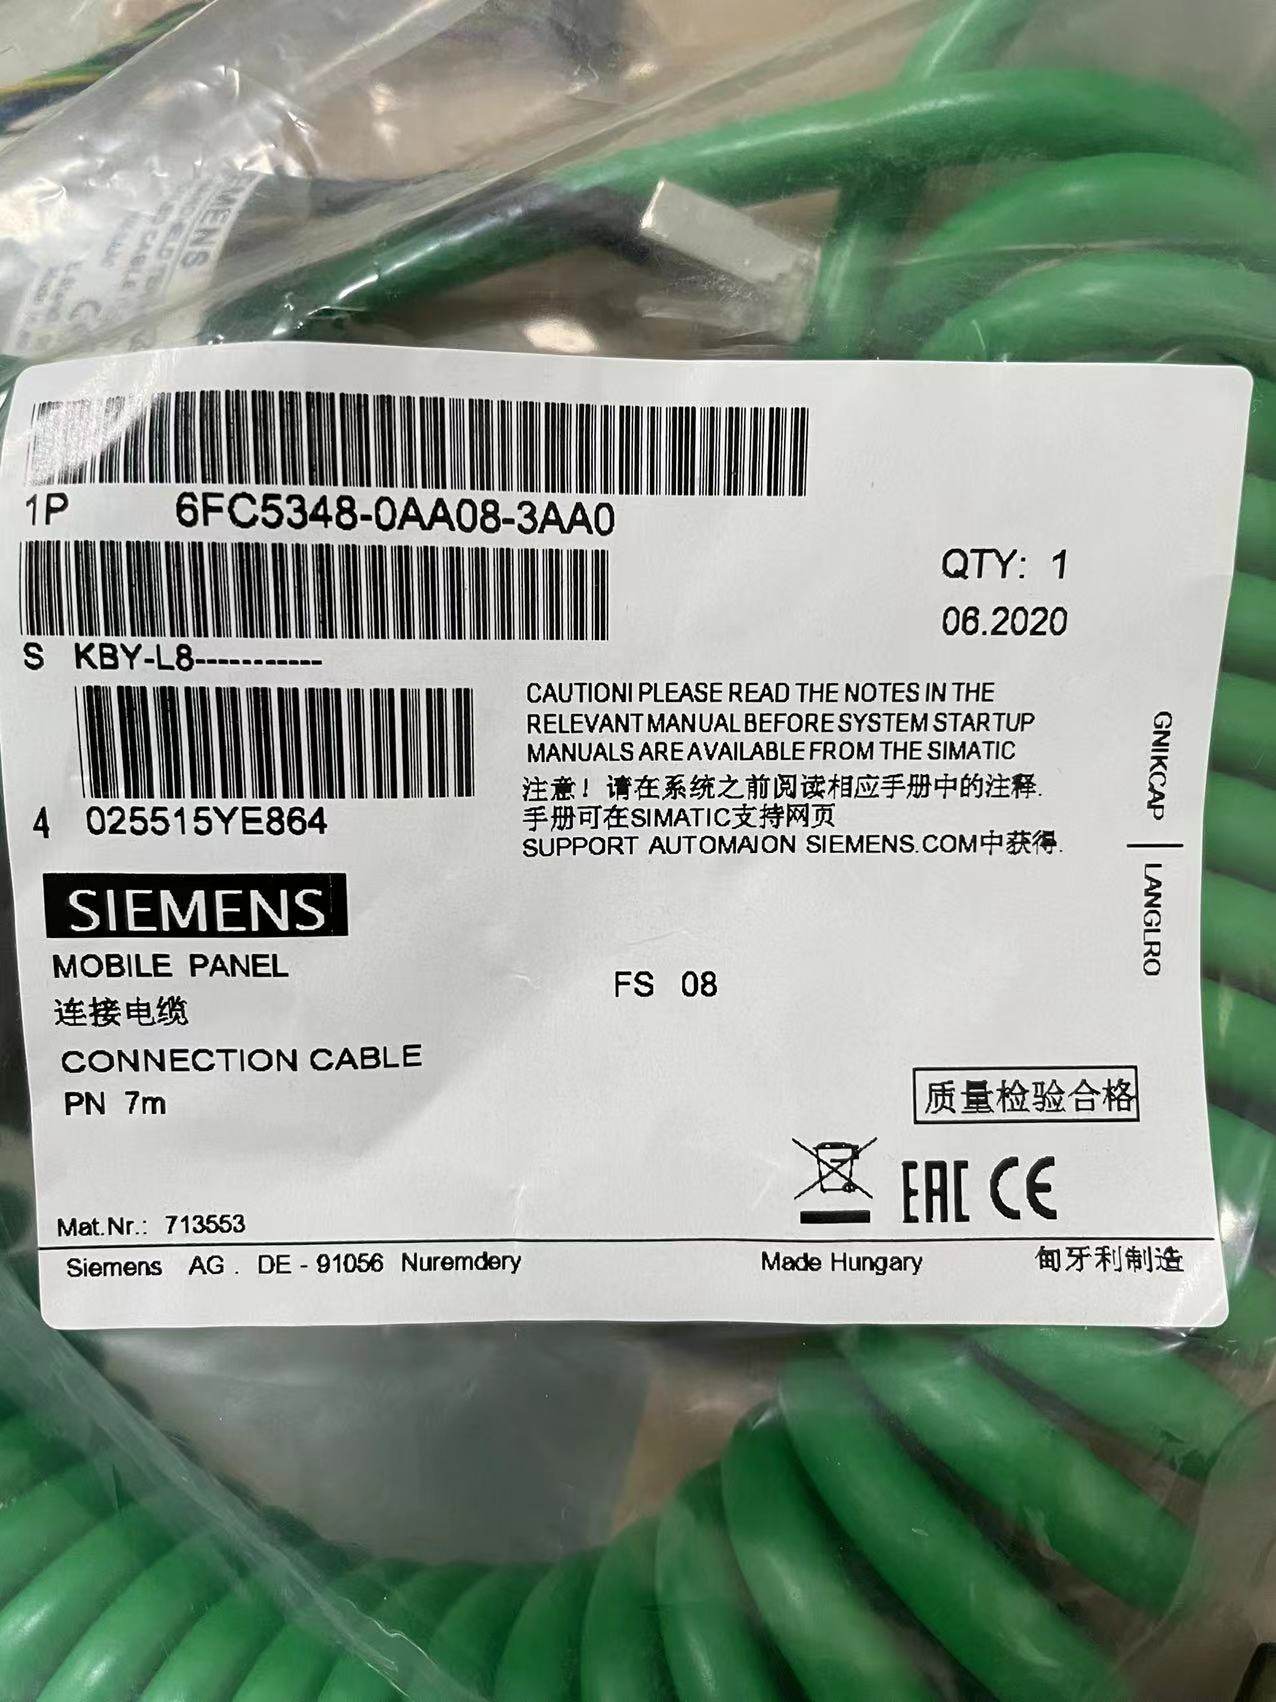 SIEMENS
1P 6FC5348-0AA08-3AA0
QTY: 1
06.2020
S KBY-L8-----------
4 025515YE864
CAUTIONI PLEASE READ THE NOTES IN THE
RELEVANT MANUAL BEFORE SYSTEM STARTUP
MANUALS ARE AVAILABLE FROM THE SIMATIC
注意！请在系统之前阅读相应手册中的注释.
手册可在SIMATIC支持网页
SUPPORT AUTOMAION SIEMENS.COM中获得.
GNIKCAP
LANGLRO
SIEMENS
MOBILE PANEL
连接电缆
CONNECTION CABLE
PN 7m
FS 08
质量检验合格
EAC CE
Mat.Nr.: 713553
Siemens AG . DE - 91056 Nuremdery
Made Hungary
匈牙利制造